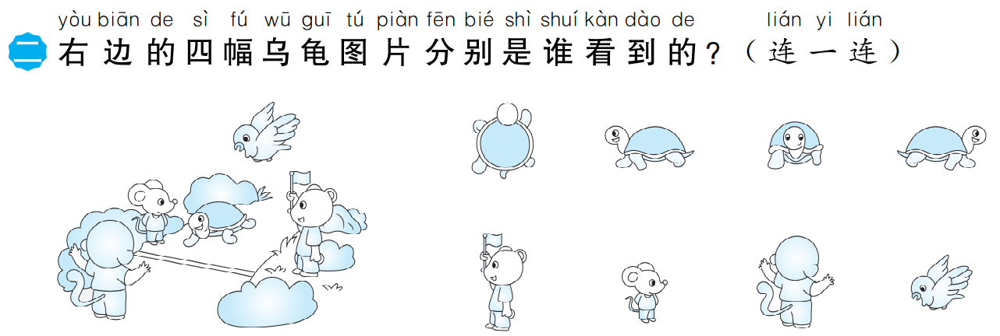 yòu biān de sì fú wū guī tú piàn fēn bié shì shuí kàn dào de lián yi lián
二 右边的四幅乌龟图片分别是谁看到的?(连一连)